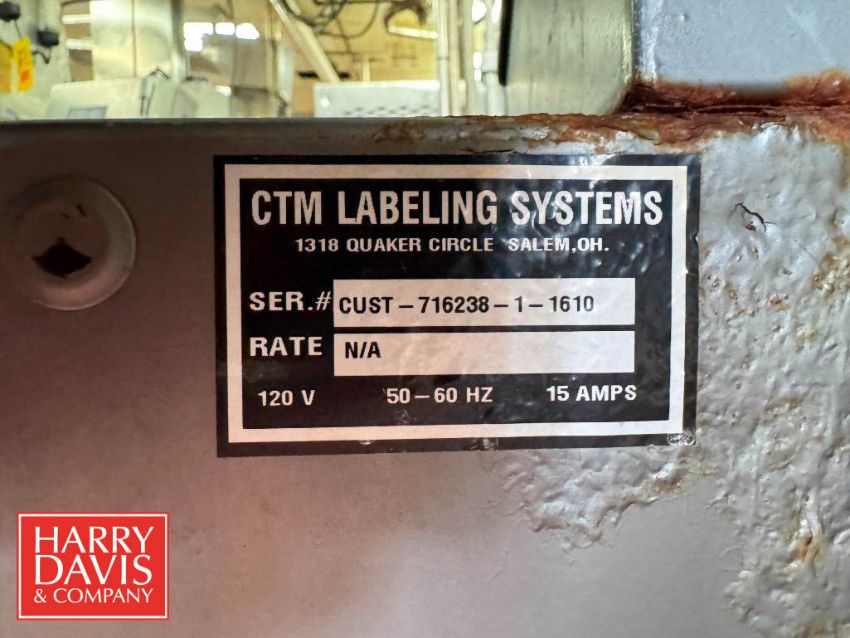 CTM LABELING SYSTEMS
1318 QUAKER CIRCLE SALEM, OH.
SER.# CUST-716238-1-1610
RATE N/A
120 V 50-60 HZ 15 AMPS
HARRY
DAVIS
& COMPANY